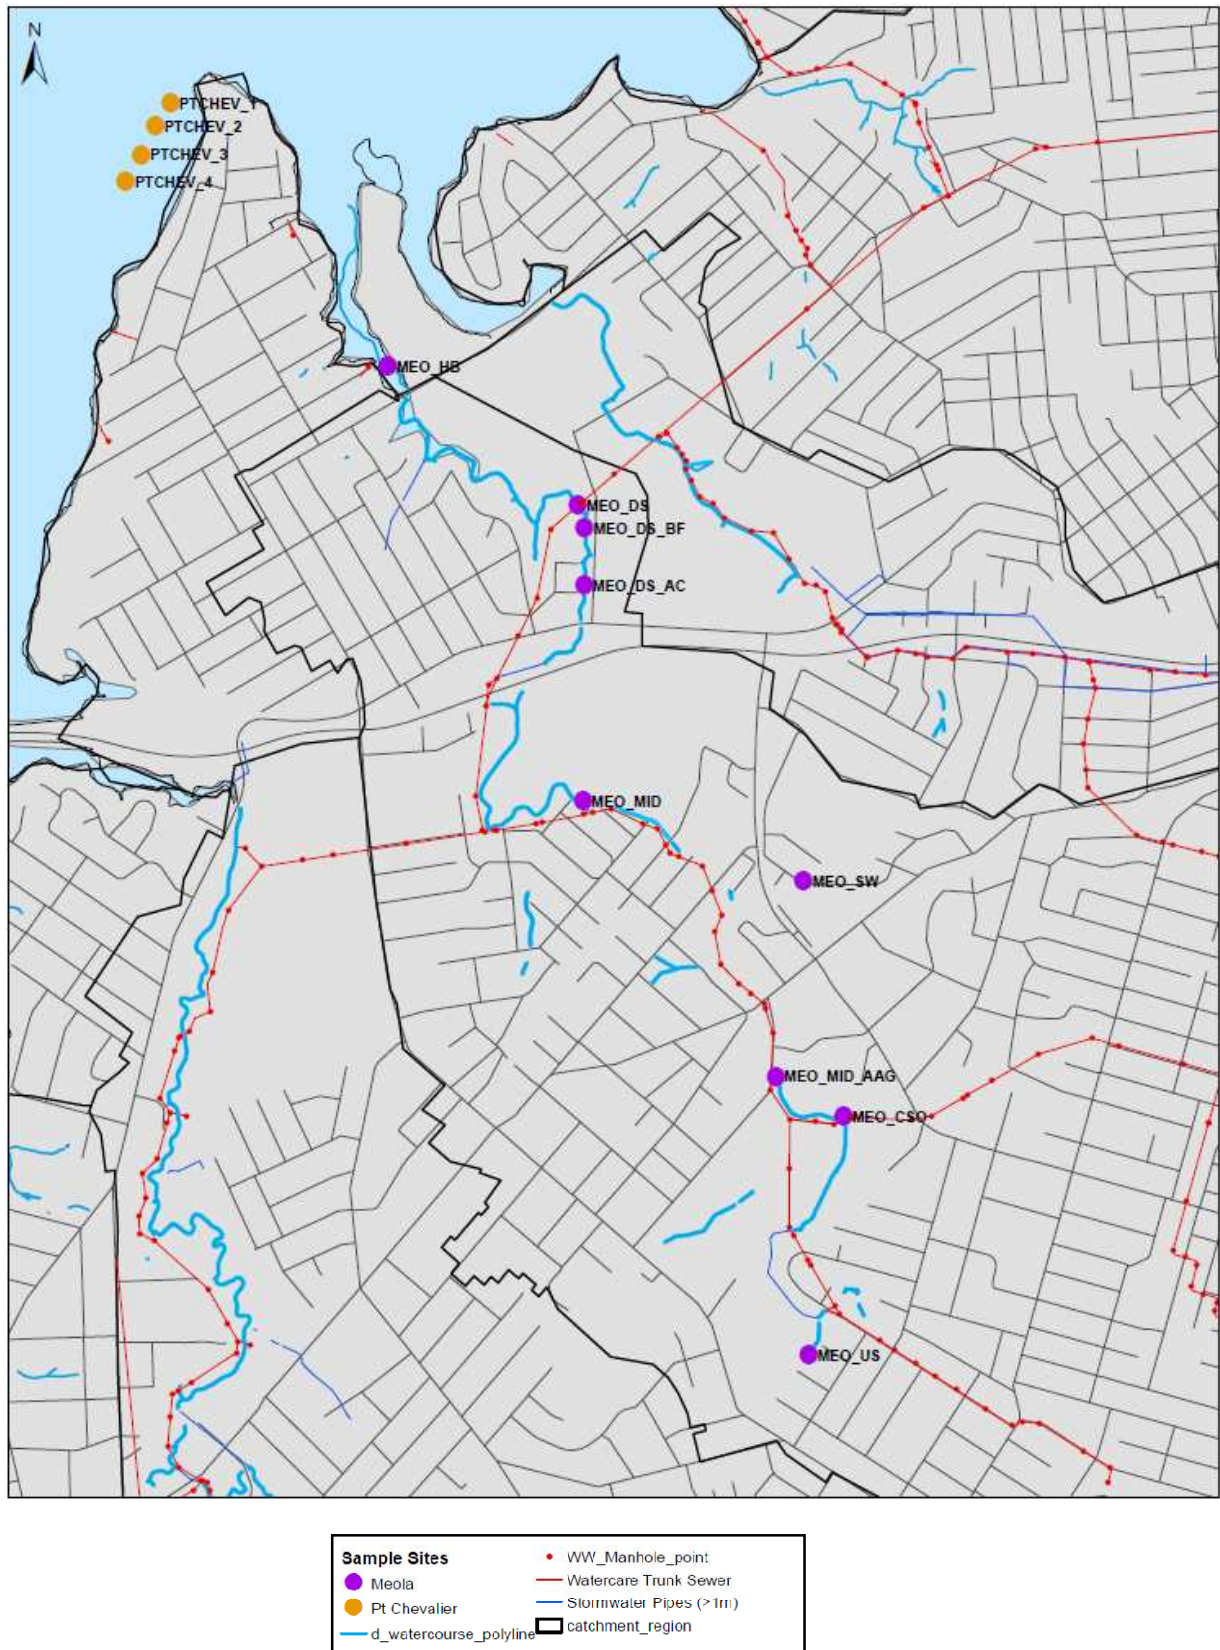 N
PTCHEV_1
PTCHEV_2
PTCHEV_3
PTCHEV_4
MEO_HB
MEO_DS
MEO_DS_BF
MEO_DS_AC
MEO_MID
MEO_SW
MEO_MID_AAG
MEO_CSO
MEO_US
Sample Sites
Meola
Pt Chevalier
d_watercourse_polyline
WW_Manhole_point
Watercare Trunk Sewer
Stormwater Pipes (>1m)
catchment_region